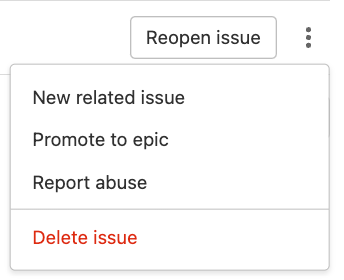 Reopen issue
New related issue
Promote to epic
Report abuse
Delete issue